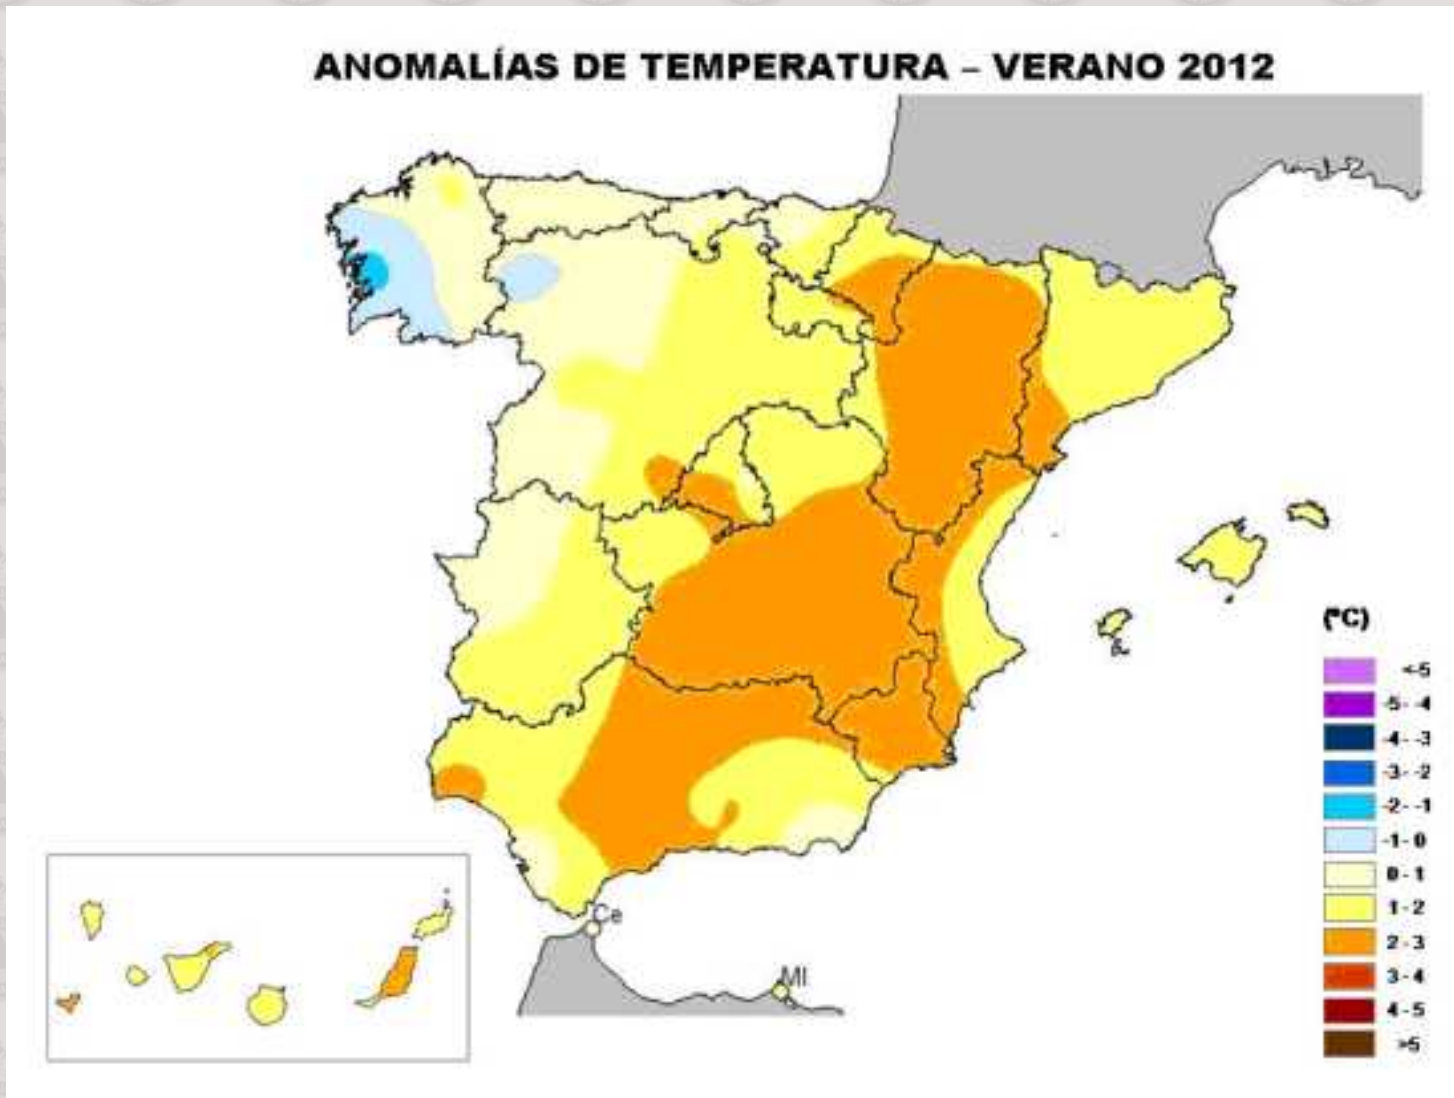 ANOMALÍAS DE TEMPERATURA – VERANO 2012
(ºC)
<-5
-5- -4
-4- -3
-3- -2
-2- -1
-1- 0
0 - 1
1 - 2
2 - 3
3 - 4
4 - 5
>5
Ce
Ml